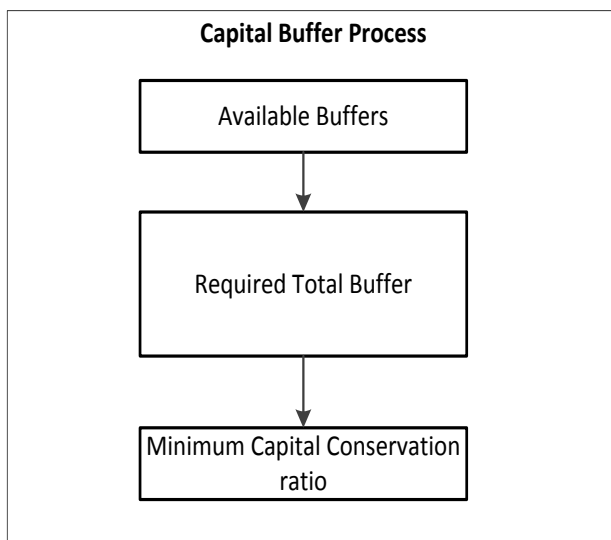 Capital Buffer Process
Available Buffers
Required Total Buffer
Minimum Capital Conservation
ratio